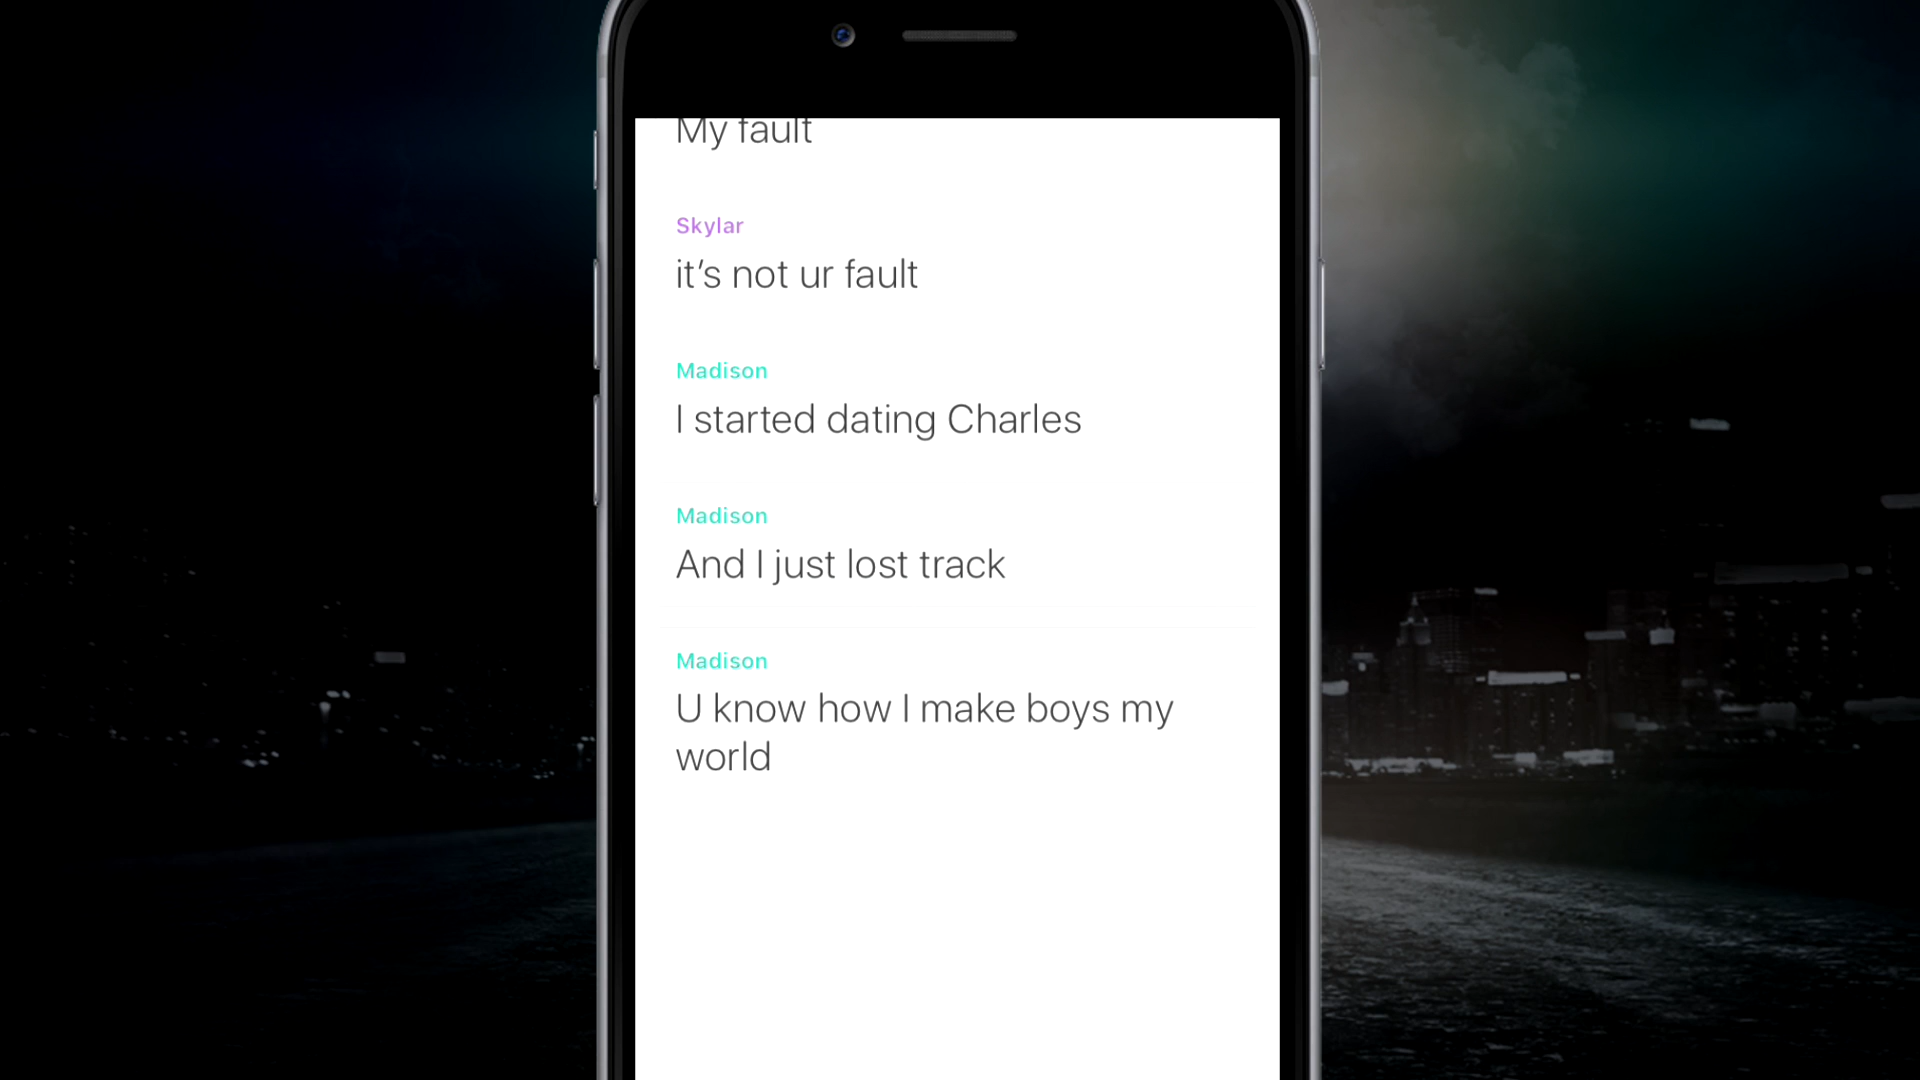 My fault
Skylar
it’s not ur fault
Madison
I started dating Charles
Madison
And I just lost track
Madison
U know how I make boys my
world